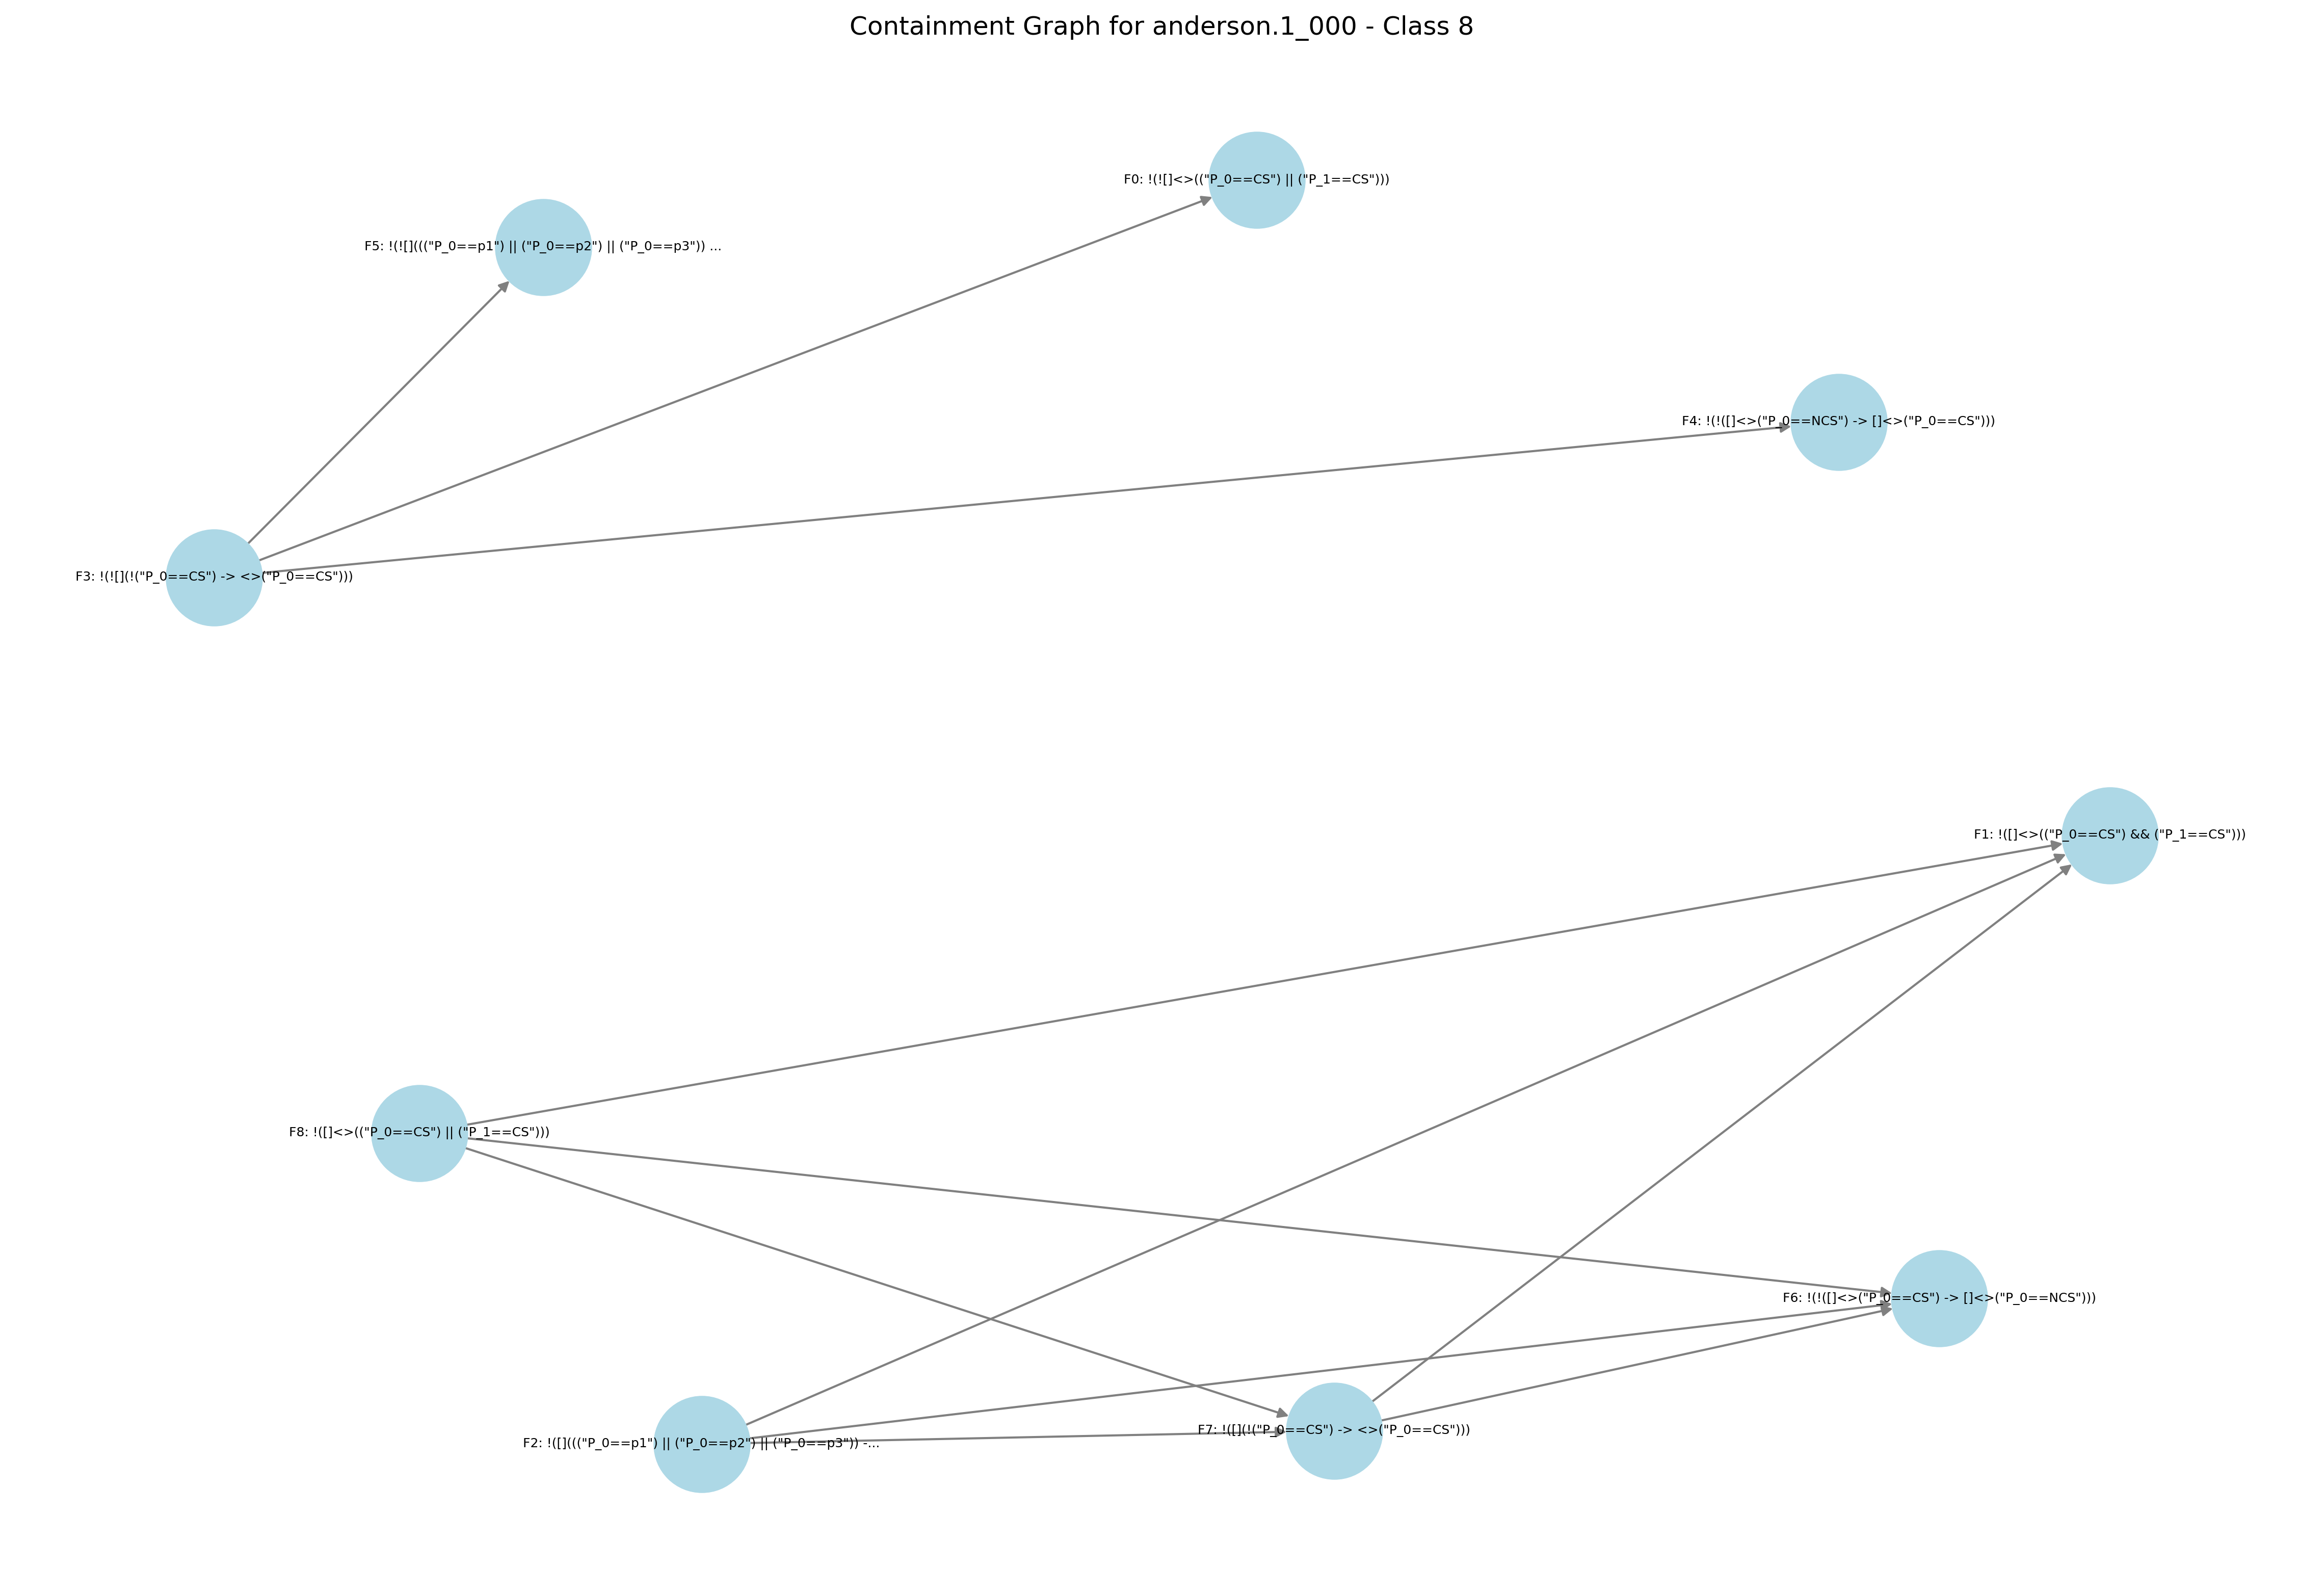 Containment Graph for anderson.1_000 - Class 8
F0: !(![]<>(("P_0==CS") || ("P_1==CS")))
F5: !(![]((("P_0==p1") || ("P_0==p2") || ("P_0==p3")) ...
F4: !(!([]<>("P_0==NCS") -> []<>("P_0==CS")))
F3: !(![](!("P_0==CS") -> <>("P_0==CS")))
F1: !([]<>(("P_0==CS") && ("P_1==CS")))
F8: !([]<>(("P_0==CS") || ("P_1==CS")))
F6: !(!([]<>("P_0==CS") -> []<>("P_0==NCS")))
F7: !([](!("P_0==CS") -> <>("P_0==CS")))
F2: !([]((("P_0==p1") || ("P_0==p2") || ("P_0==p3")) -...